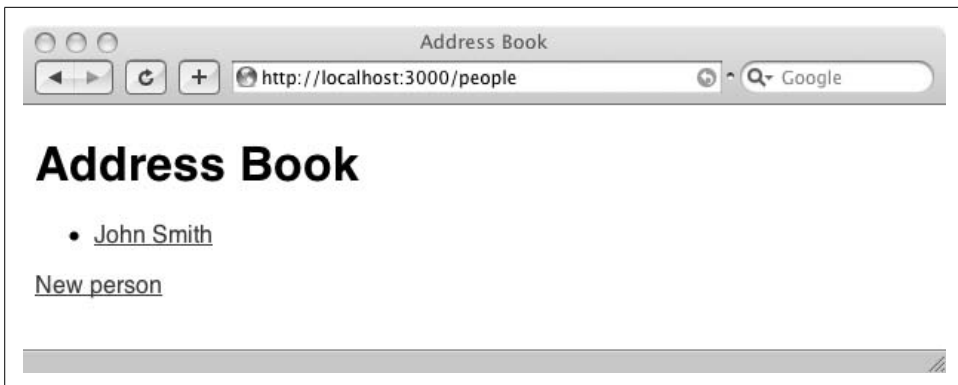 Address Book
http://localhost:3000/people
Google
Address Book
• John Smith
New person